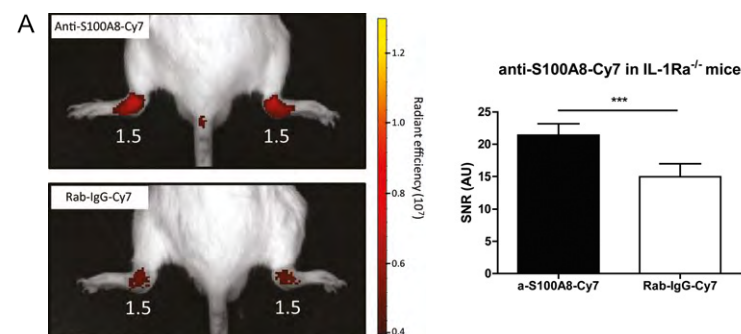 A
Anti-S100A8-Cy7
1.5 1.5
Rab-IgG-Cy7
1.5 1.5
1.2
1.0
0.8
0.6
0.4
Radiant efficiency (10⁷)
anti-S100A8-Cy7 in IL-1Ra⁻/⁻ mice
***
25
20
15
10
5
0
SNR (AU)
a-S100A8-Cy7 Rab-IgG-Cy7